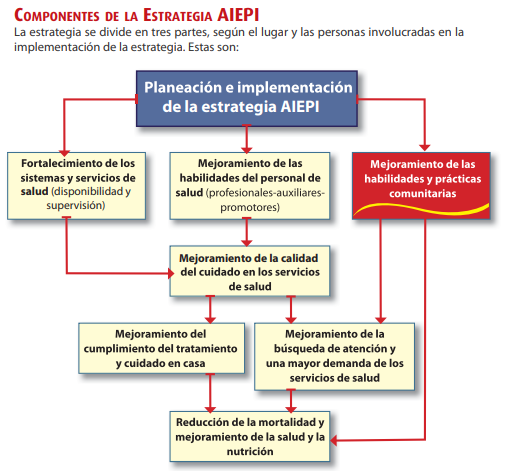 COMPONENTES DE LA ESTRATEGIA AIEPI
La estrategia se divide en tres partes, según el lugar y las personas involucradas en la
implementación de la estrategia. Estas son:
Planeación e implementación
de la estrategia AIEPI
Fortalecimiento de los
sistemas y servicios de
salud (disponibilidad y
supervisión)
Mejoramiento de las
habilidades del personal de
salud (profesionales-auxiliares-
promotores)
Mejoramiento de las
habilidades y prácticas
comunitarias
Mejoramiento de la calidad
del cuidado en los servicios
de salud
Mejoramiento del
cumplimiento del tratamiento
y cuidado en casa
Mejoramiento de la
búsqueda de atención y
una mayor demanda de los
servicios de salud
Reducción de la mortalidad y
mejoramiento de la salud y la
nutrición